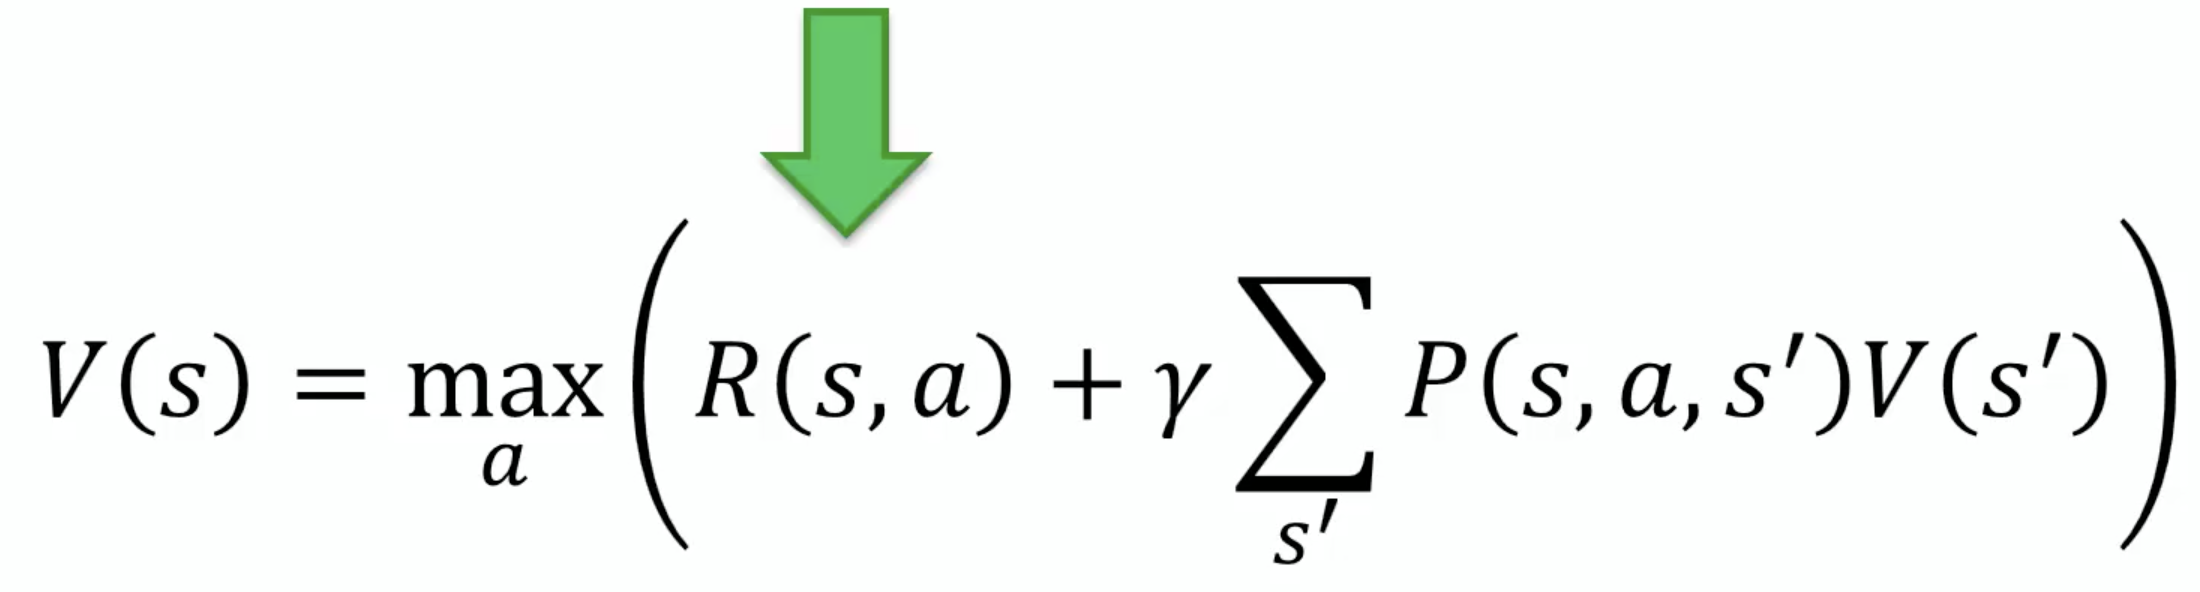 V(s) = max_a ( R(s, a) + γ ∑_{s′} P(s, a, s′)V(s′) )